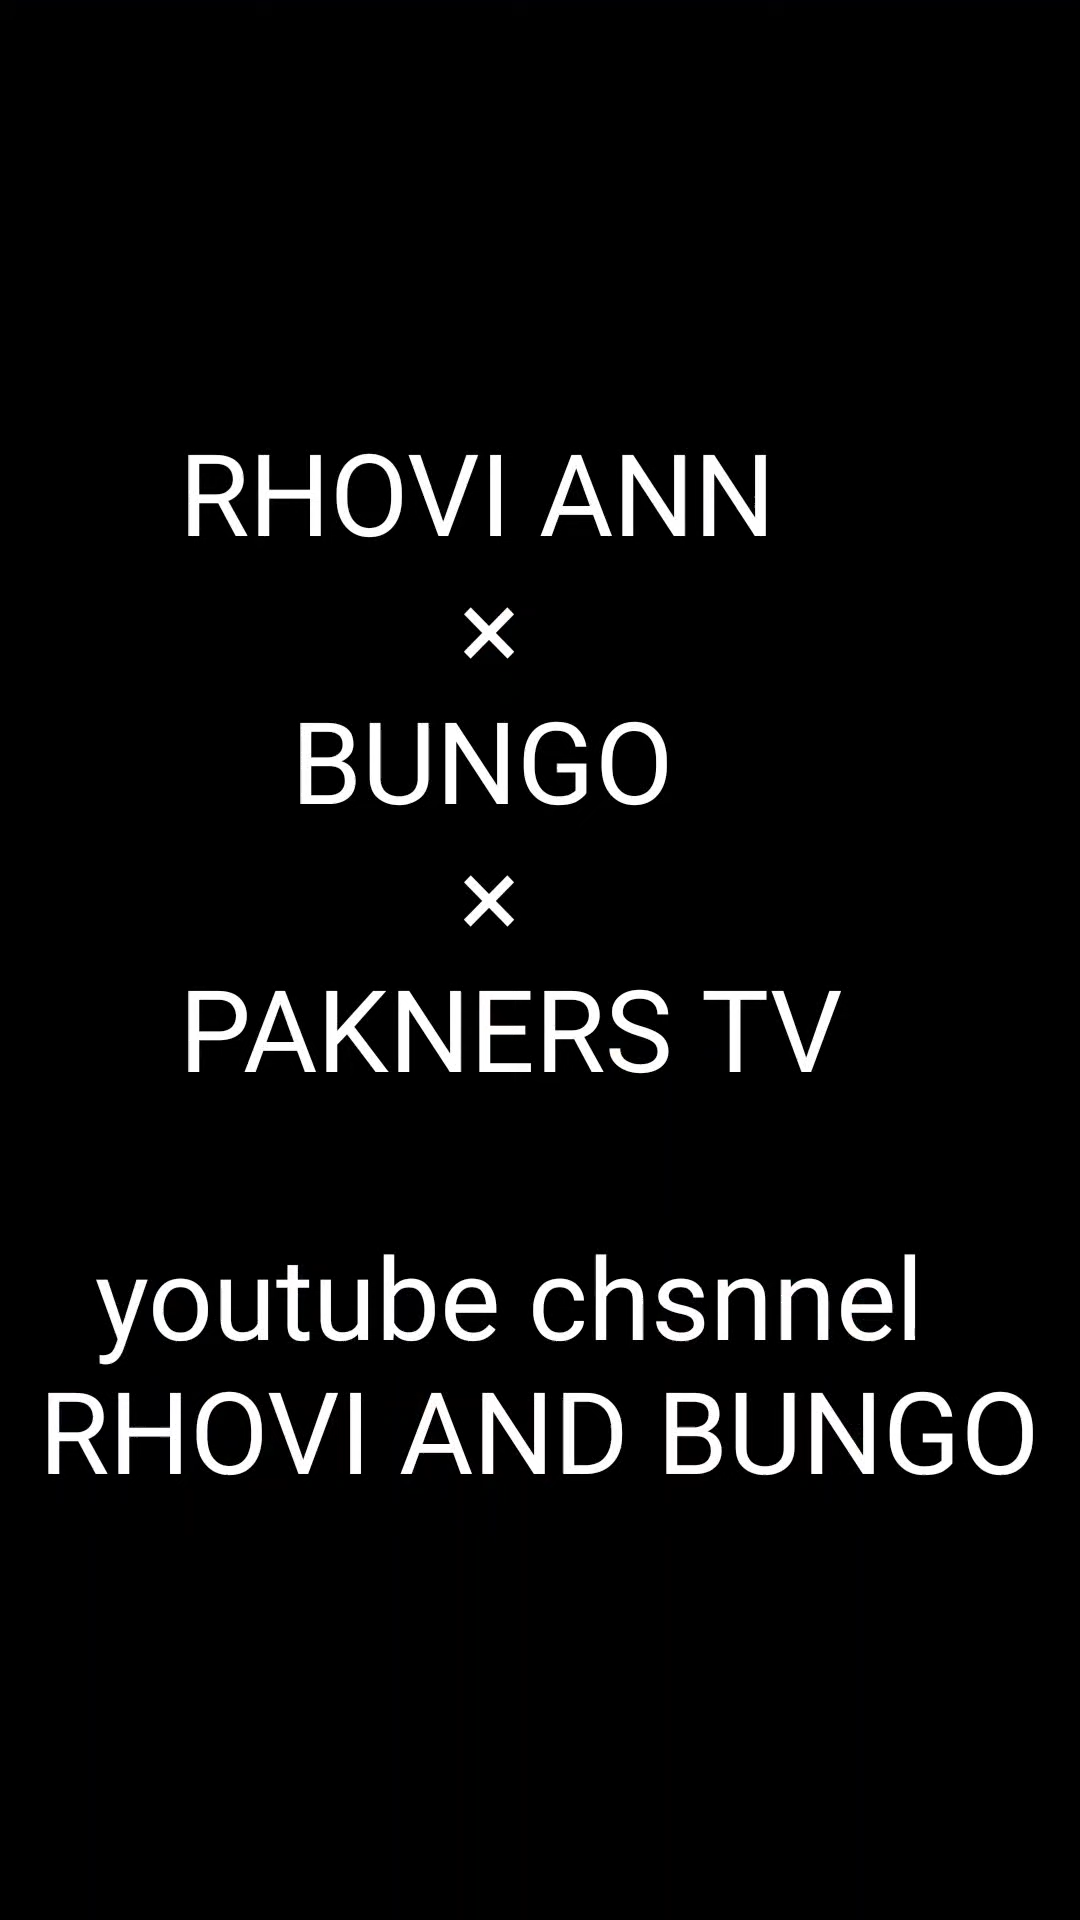 RHOVI ANN
×
BUNGO
×
PAKNERS TV
youtube chsnnel
RHOVI AND BUNGO